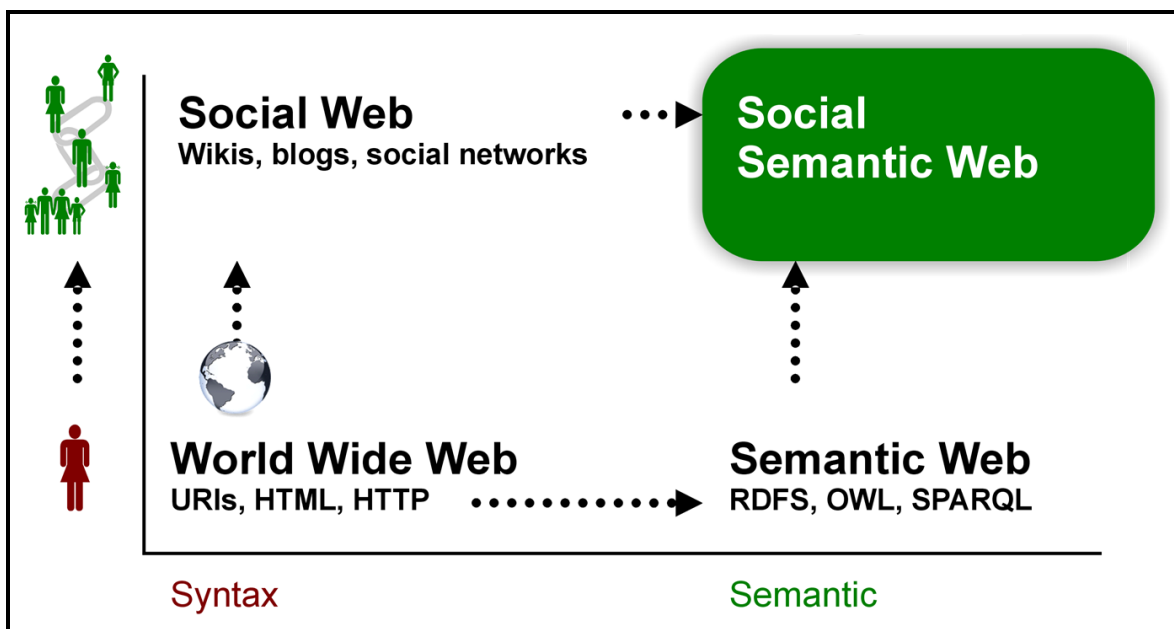 Social Web
Wikis, blogs, social networks
Social
Semantic Web
World Wide Web
URIs, HTML, HTTP
Semantic Web
RDFS, OWL, SPARQL
Syntax
Semantic